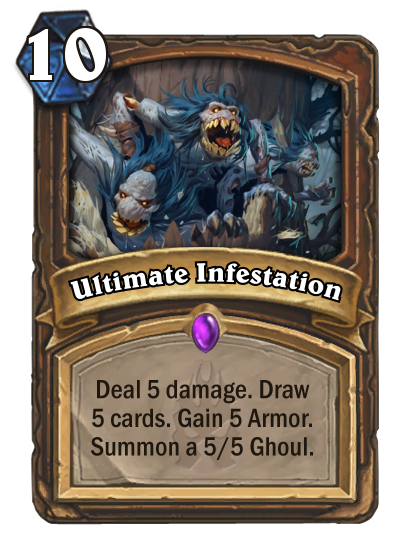 10
Ultimate Infestation
Deal 5 damage. Draw
5 cards. Gain 5 Armor.
Summon a 5/5 Ghoul.